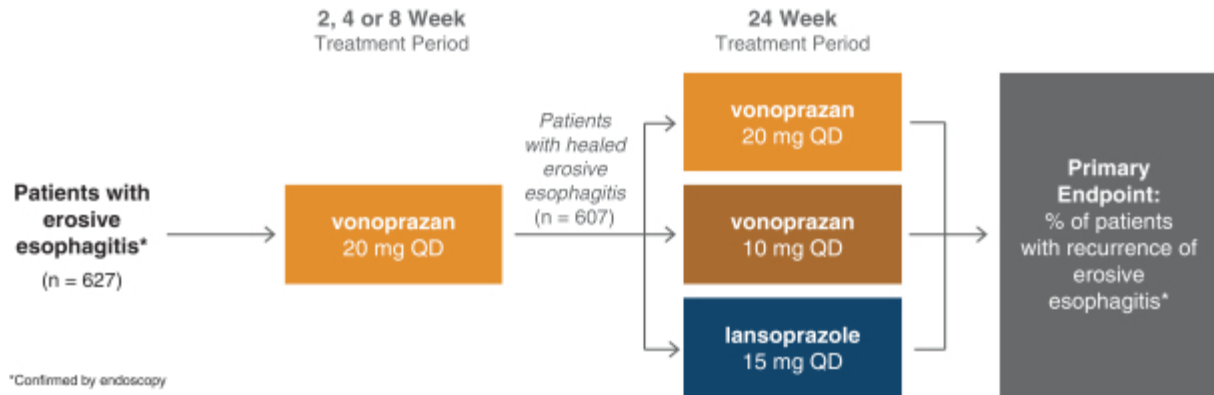 2, 4 or 8 Week
Treatment Period
24 Week
Treatment Period
Patients with
erosive
esophagitis*
(n = 627)
vonoprazan
20 mg QD
Patients
with healed
erosive
esophagitis
(n = 607)
vonoprazan
20 mg QD
vonoprazan
10 mg QD
lansoprazole
15 mg QD
Primary
Endpoint:
% of patients
with recurrence of
erosive
esophagitis*
*Confirmed by endoscopy